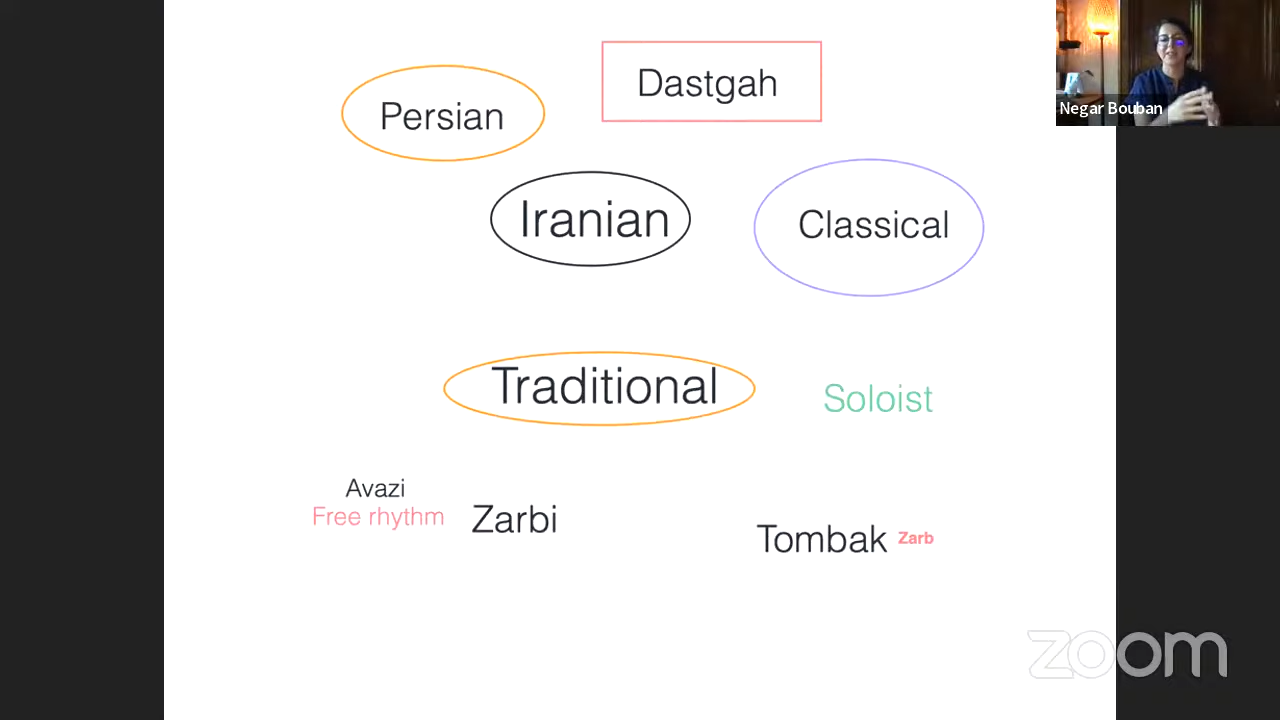 Dastgah
Persian
Negar Bouban
Iranian
Classical
Traditional
Soloist
Avazi
Free rhythm
Zarbi
Tombak Zarb
zoom